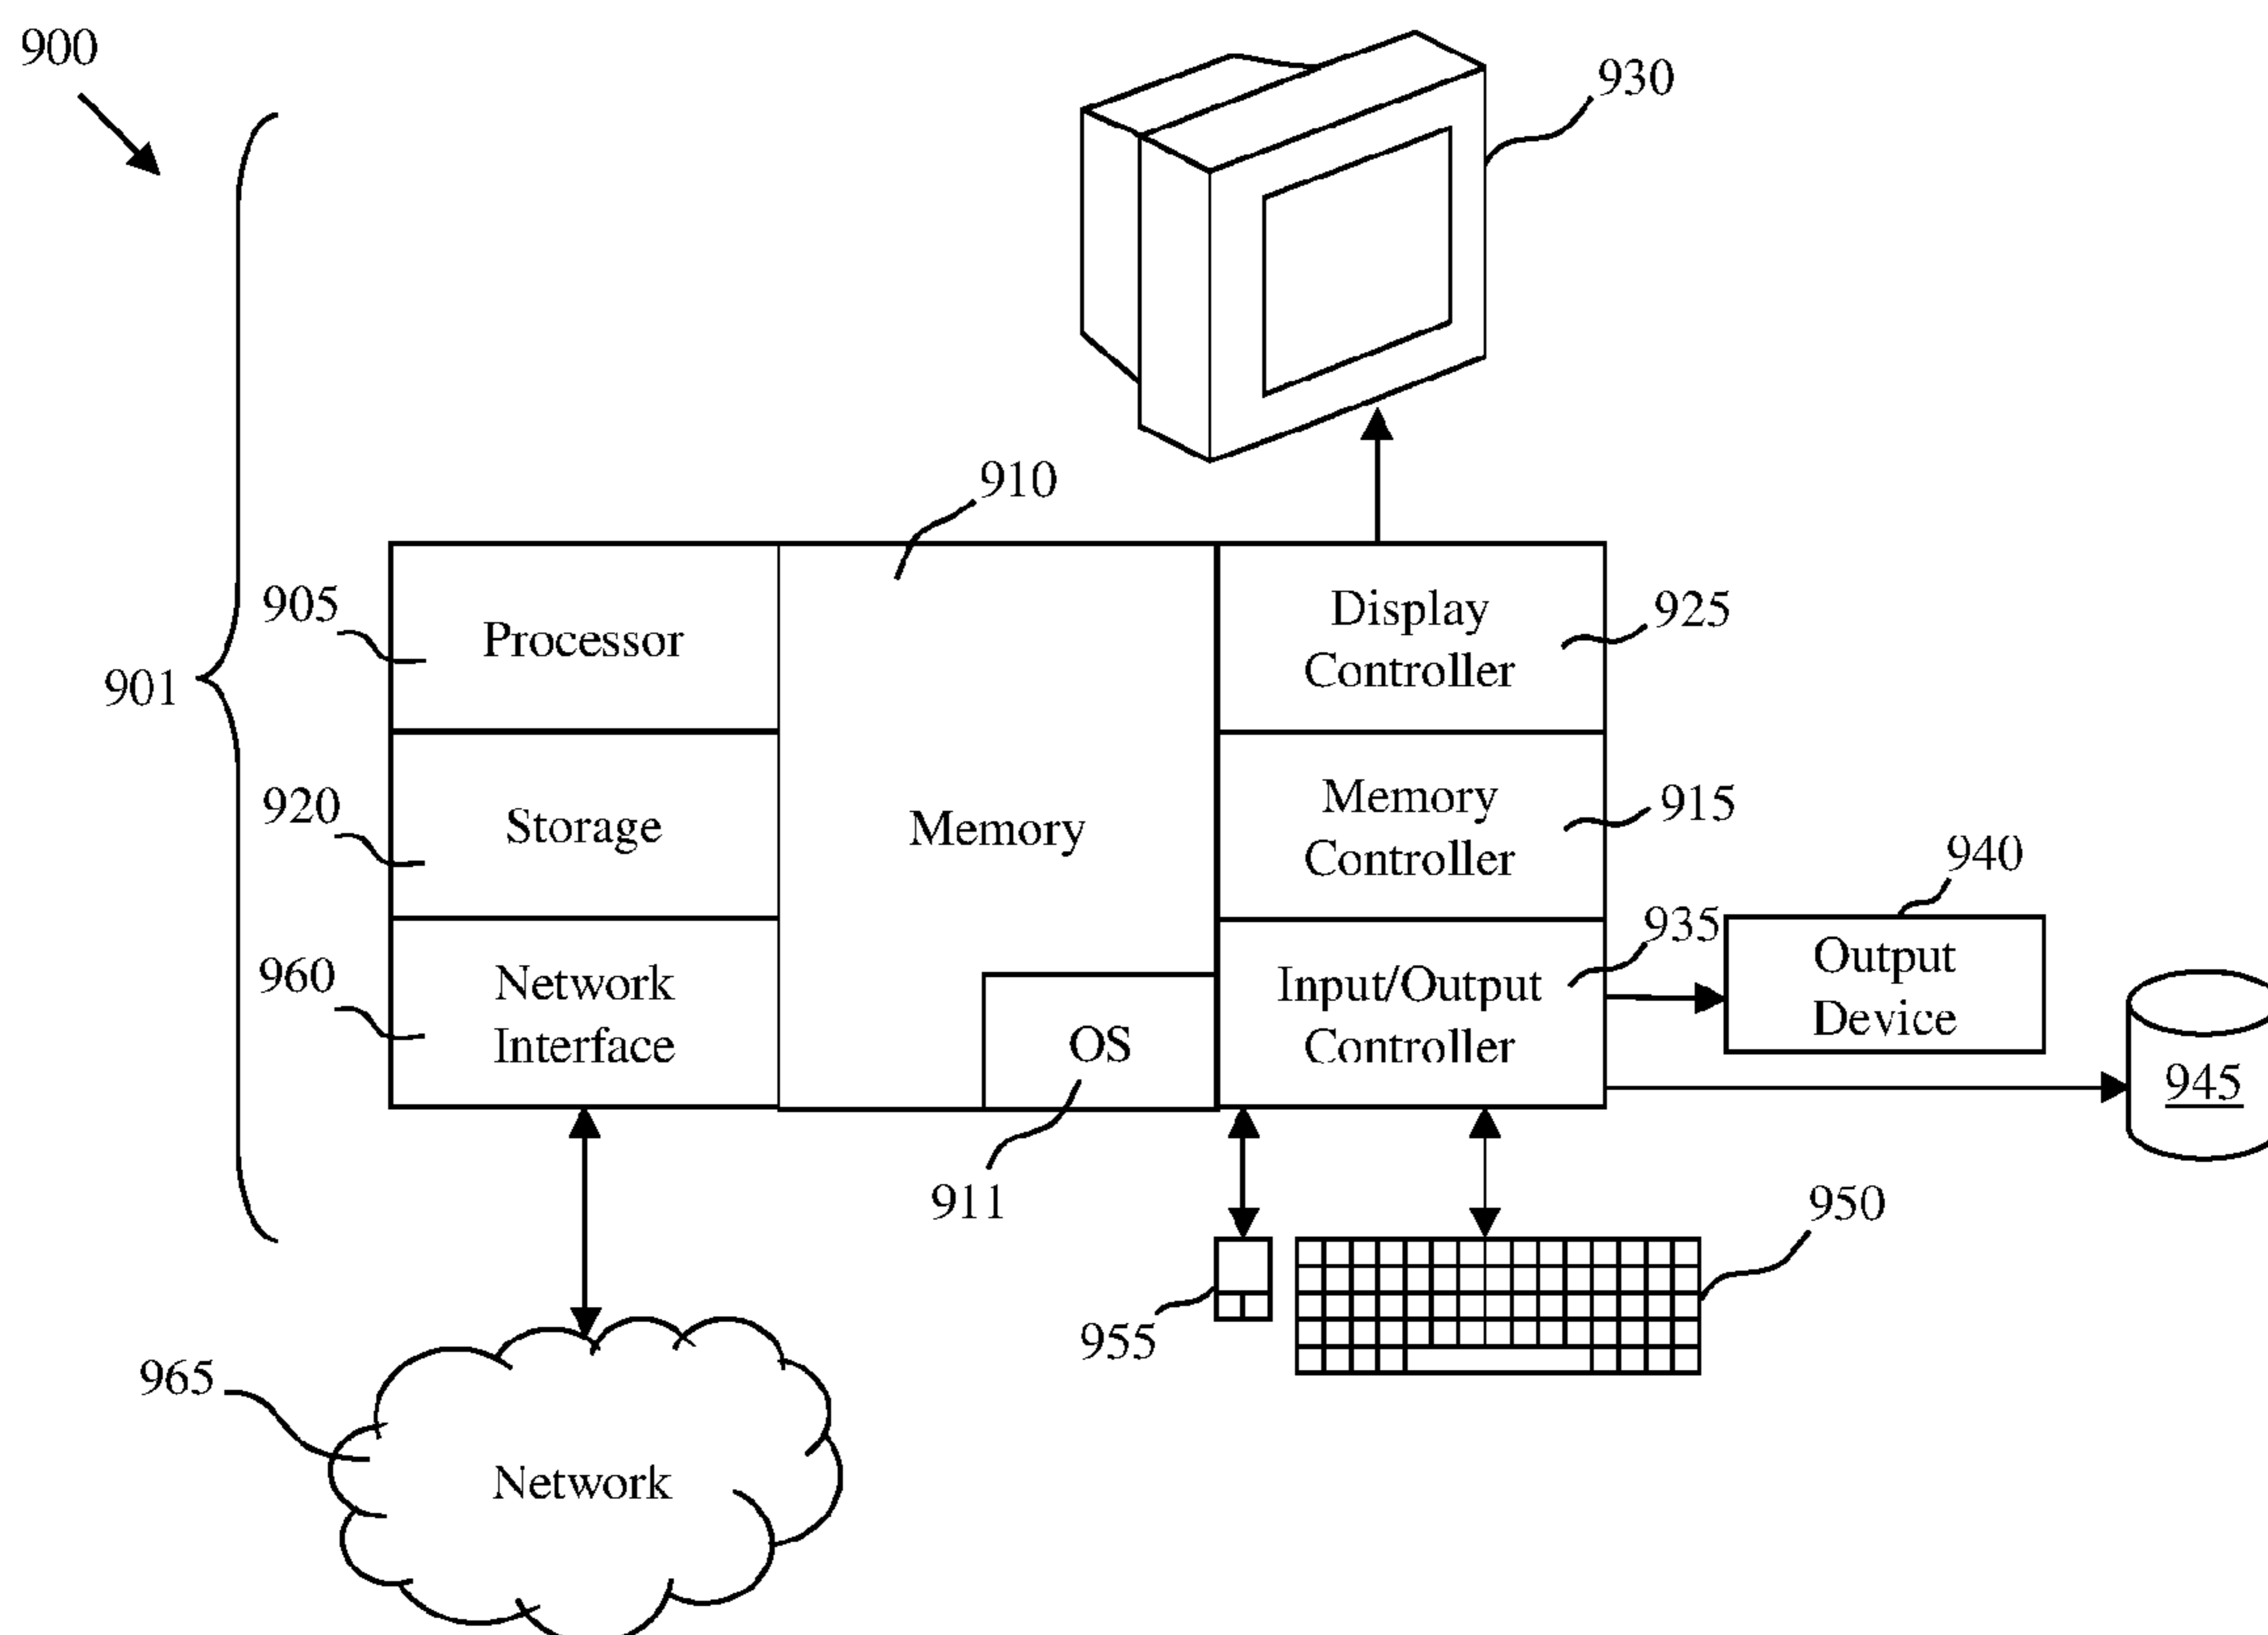 900
930
910
905
Processor
Display
Controller
925
901
920
Storage
Memory
Memory
Controller
915
940
935
Output
Device
960
Network
Interface
OS
Input/Output
Controller
945
911
950
955
965
Network